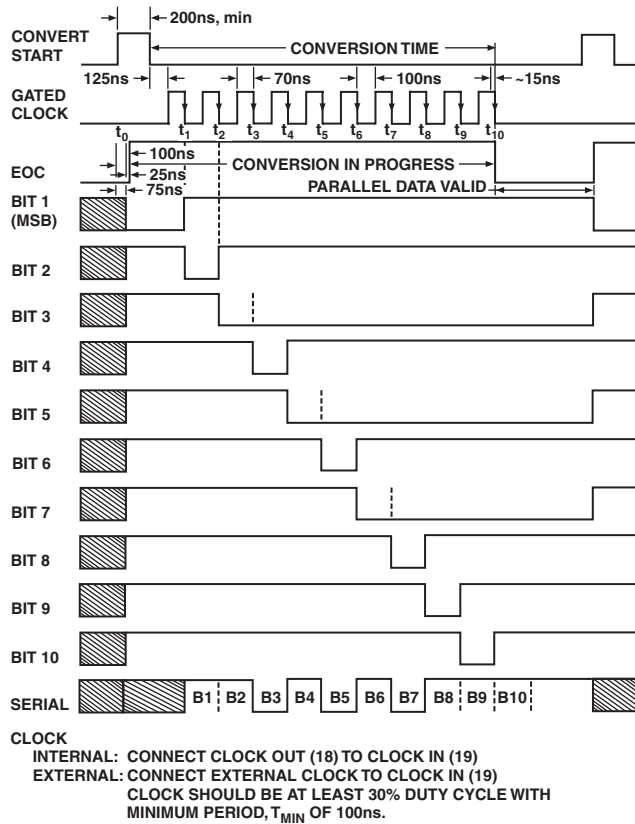 200ns, min
CONVERT START
CONVERSION TIME
125ns
70ns
100ns
~15ns
GATED CLOCK
t0 t1 t2 t3 t4 t5 t6 t7 t8 t9 t10
100ns
EOC
CONVERSION IN PROGRESS
25ns
75ns
PARALLEL DATA VALID
BIT 1 (MSB)
BIT 2
BIT 3
BIT 4
BIT 5
BIT 6
BIT 7
BIT 8
BIT 9
BIT 10
SERIAL B1 B2 B3 B4 B5 B6 B7 B8 B9 B10
CLOCK
INTERNAL: CONNECT CLOCK OUT (18) TO CLOCK IN (19)
EXTERNAL: CONNECT EXTERNAL CLOCK TO CLOCK IN (19)
CLOCK SHOULD BE AT LEAST 30% DUTY CYCLE WITH
MINIMUM PERIOD, TMIN OF 100ns.